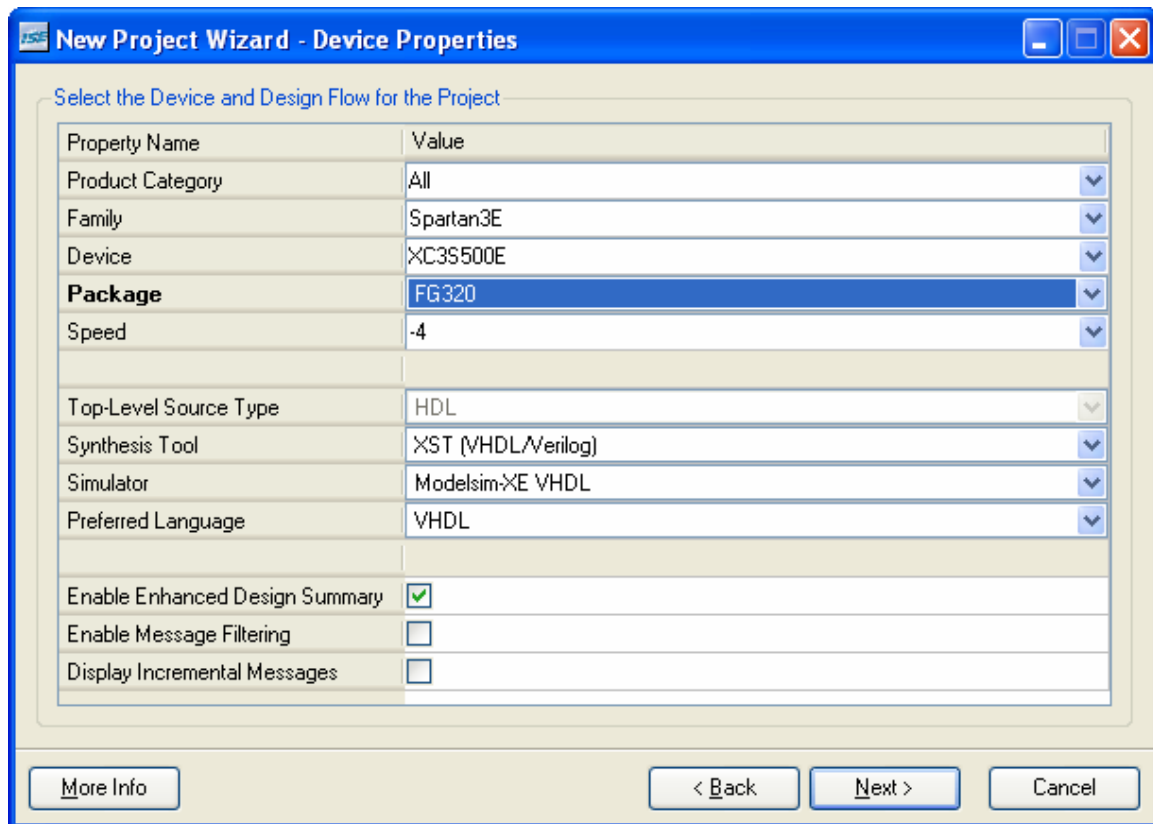 ISE New Project Wizard - Device Properties
Select the Device and Design Flow for the Project
Property Name Value
Product Category All
Family Spartan3E
Device XC3S500E
Package FG320
Speed -4
Top-Level Source Type HDL
Synthesis Tool XST (VHDL/Verilog)
Simulator Modelsim-XE VHDL
Preferred Language VHDL
Enable Enhanced Design Summary
Enable Message Filtering
Display Incremental Messages
More Info < Back Next > Cancel